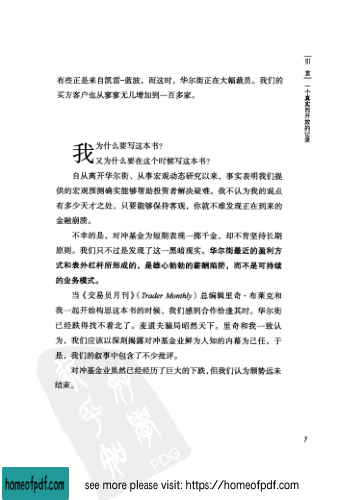 引 言 一个真实而开放的记录
有些正是来自凯雷-蓝波。而这时，华尔街正在大幅裁员。我们的
买方客户也从寥寥无几增加到一百多家。
我为什么要写这本书？
又为什么要在这个时候写这本书？
自从离开华尔街、从事宏观动态研究以来，事实表明我们提
供的宏观预测确实能够帮助投资者解决疑难。我不认为我的观点
有多少天才之处。只要能够保持客观，你就不难发现正在到来的
金融崩溃。
不幸的是，对冲基金为短期表现一掷千金，却不肯坚持长期
原则。我们只不过是发现了这一黑暗现实。华尔街最近的盈利方
式和表外杠杆所形成的，是雄心勃勃的薪酬陷阱，而不是可持续
的业务模式。
当《交易员月刊》（Trader Monthly）总编辑里奇·布莱克和
我一起开始构思这本书的时候，我们感到合作恰逢其时。华尔街
已经跌得找不着北了。麦道夫骗局昭然天下。里奇和我一致认
为，我们应该以深刻揭露对冲基金业鲜为人知的内幕为己任。于
是，我们的叙事中包含了不少批评。
对冲基金业虽然已经经历了巨大的下跌，但我们认为颓势远未
结束。
PDG
7
homeofpdf.com
see more please visit: https://homeofpdf.com